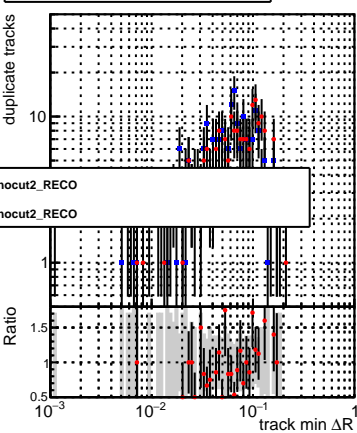 duplicate tracks
10
nocut2_RECO
nocut2_RECO
1
Ratio
1.5
1
0.5
10⁻³ 10⁻² 10⁻¹ 1
track min ΔR